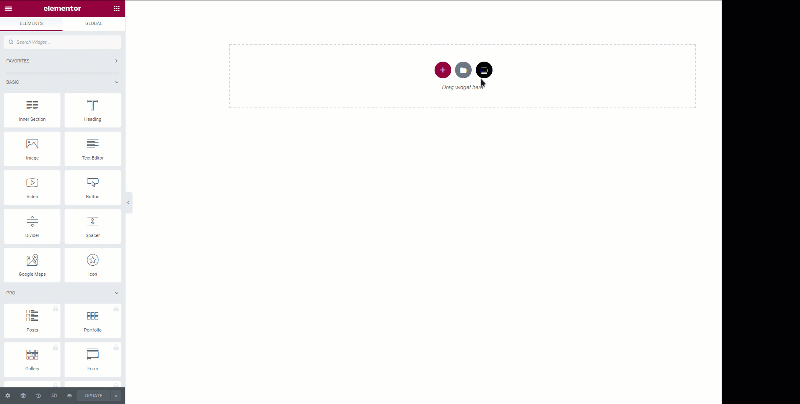 elementor
ELEMENTS
GLOBAL
Search Widget...
FAVORITES
BASIC
Inner Section
Heading
Image
Text Editor
Video
Button
Divider
Spacer
Google Maps
Icon
PRO
Posts
Portfolio
Gallery
Form
UPDATE
Drag widget here